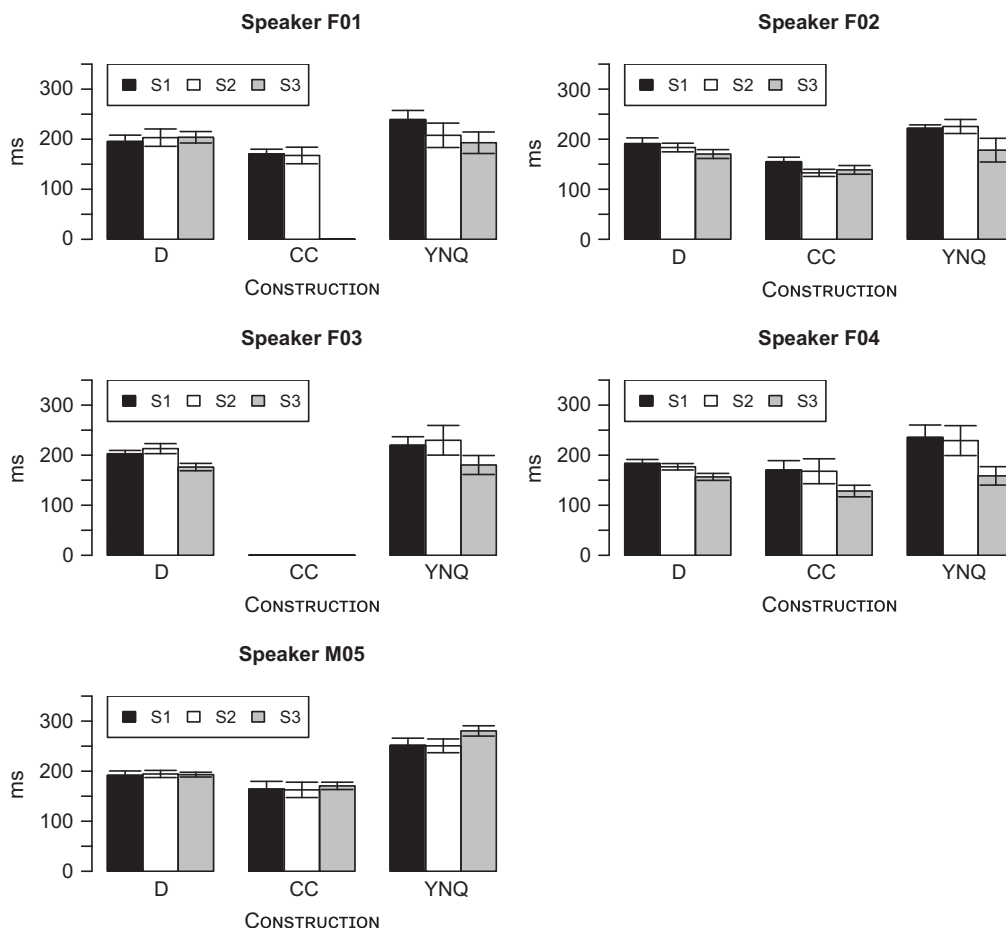 Speaker F01
S1 S2 S3
300
200
100
0
ms
D CC YNQ
CONSTRUCTION
Speaker F02
S1 S2 S3
300
200
100
0
ms
D CC YNQ
CONSTRUCTION
Speaker F03
S1 S2 S3
300
200
100
0
ms
D CC YNQ
CONSTRUCTION
Speaker F04
S1 S2 S3
300
200
100
0
ms
D CC YNQ
CONSTRUCTION
Speaker M05
S1 S2 S3
300
200
100
0
ms
D CC YNQ
CONSTRUCTION